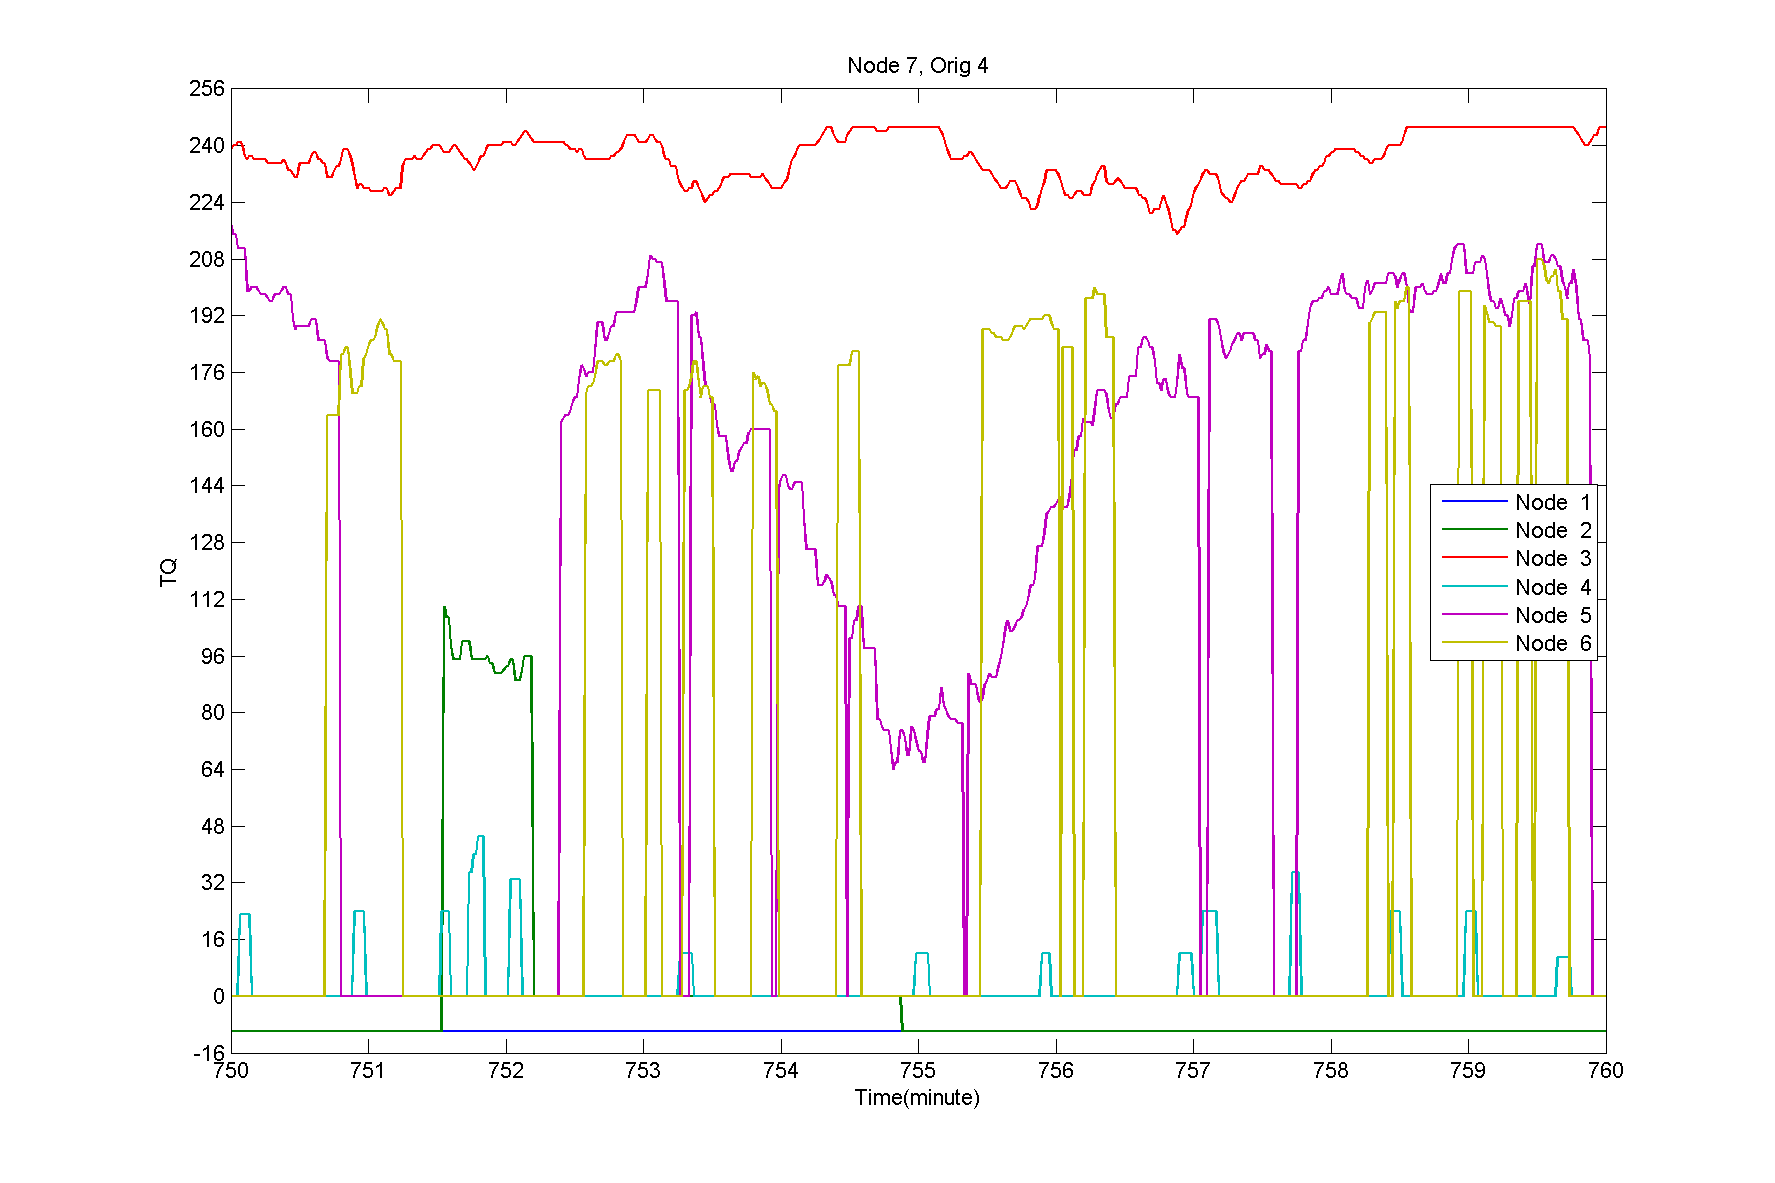 Node 7, Orig 4
256
240
224
208
192
176
160
144
128
112
96
80
64
48
32
16
0
-16
TQ
Node 1
Node 2
Node 3
Node 4
Node 5
Node 6
750 751 752 753 754 755 756 757 758 759 760
Time(minute)